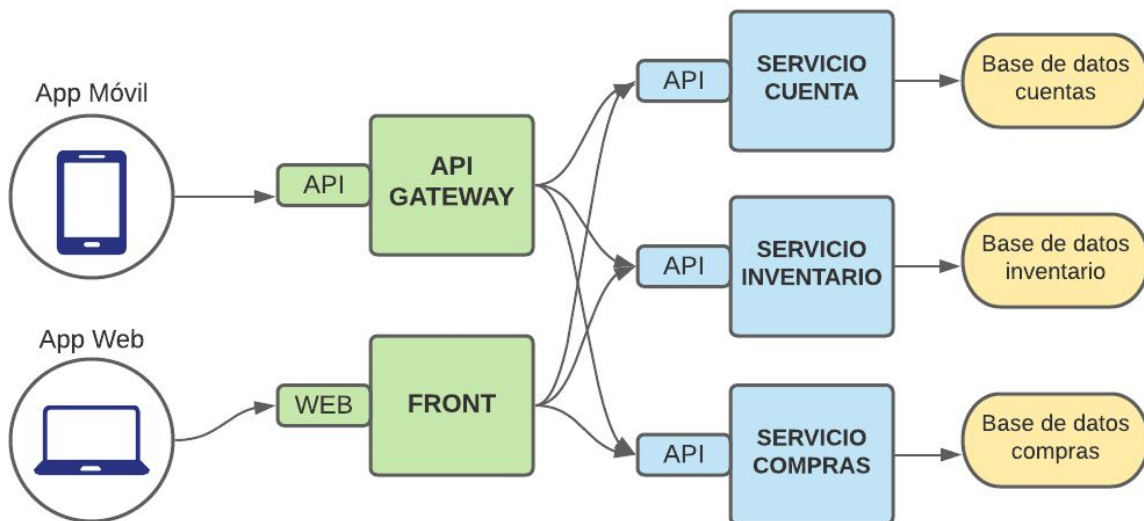 App Móvil
API
API
GATEWAY
App Web
WEB
FRONT
API
SERVICIO
CUENTA
Base de datos
cuentas
API
SERVICIO
INVENTARIO
Base de datos
inventario
API
SERVICIO
COMPRAS
Base de datos
compras